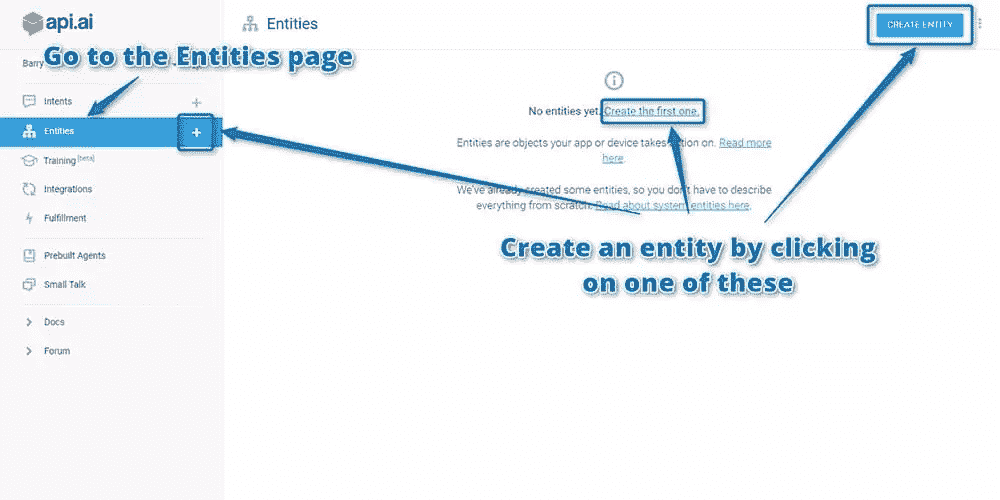 api.ai
Entities
CREATE ENTITY
Go to the Entities page
Barry
Intents
Entities
Training [beta]
Integrations
Fulfillment
Prebuilt Agents
Small Talk
Docs
Forum
No entities yet. Create the first one.
Entities are objects your app or device takes action on. Read more
here.
We've already created some entities, so you don't have to describe
everything from scratch. Read about system entities here.
Create an entity by clicking
on one of these